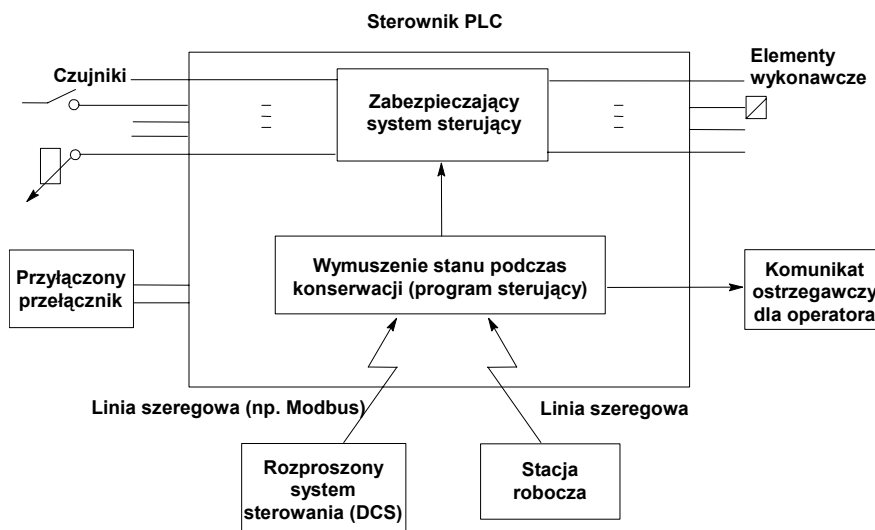 Sterownik PLC
Czujniki
Elementy
wykonawcze
Zabezpieczający
system sterujący
Przyłączony
przełącznik
Wymuszenie stanu podczas
konserwacji (program sterujący)
Komunikat
ostrzegawczy
dla operatora
Linia szeregowa (np. Modbus)
Linia szeregowa
Rozproszony
system
sterowania (DCS)
Stacja
robocza